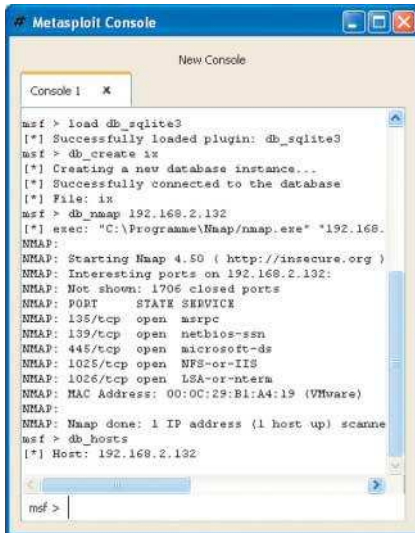 Metasploit Console
New Console
Console 1
msf > load db_sqlite3
[*] Successfully loaded plugin: db_sqlite3
msf > db_create ix
[*] Creating a new database instance...
[*] Successfully connected to the database
[*] File: ix
msf > db_nmap 192.168.2.132
[*] exec: "C:\Programme\Nmap/nmap.exe" "192.168.
NMAP:
NMAP: Starting Nmap 4.50 ( http://insecure.org )
NMAP: Interesting ports on 192.168.2.132:
NMAP: Not shown: 1706 closed ports
NMAP: PORT STATE SERVICE
NMAP: 135/tcp open msrpc
NMAP: 139/tcp open netbios-ssn
NMAP: 445/tcp open microsoft-ds
NMAP: 1025/tcp open NFS-or-IIS
NMAP: 1026/tcp open LSA-or-nterm
NMAP: MAC Address: 00:0C:29:B1:A4:19 (VMware)
NMAP:
NMAP: Nmap done: 1 IP address (1 host up) scanne
msf > db_hosts
[*] Host: 192.168.2.132
msf >